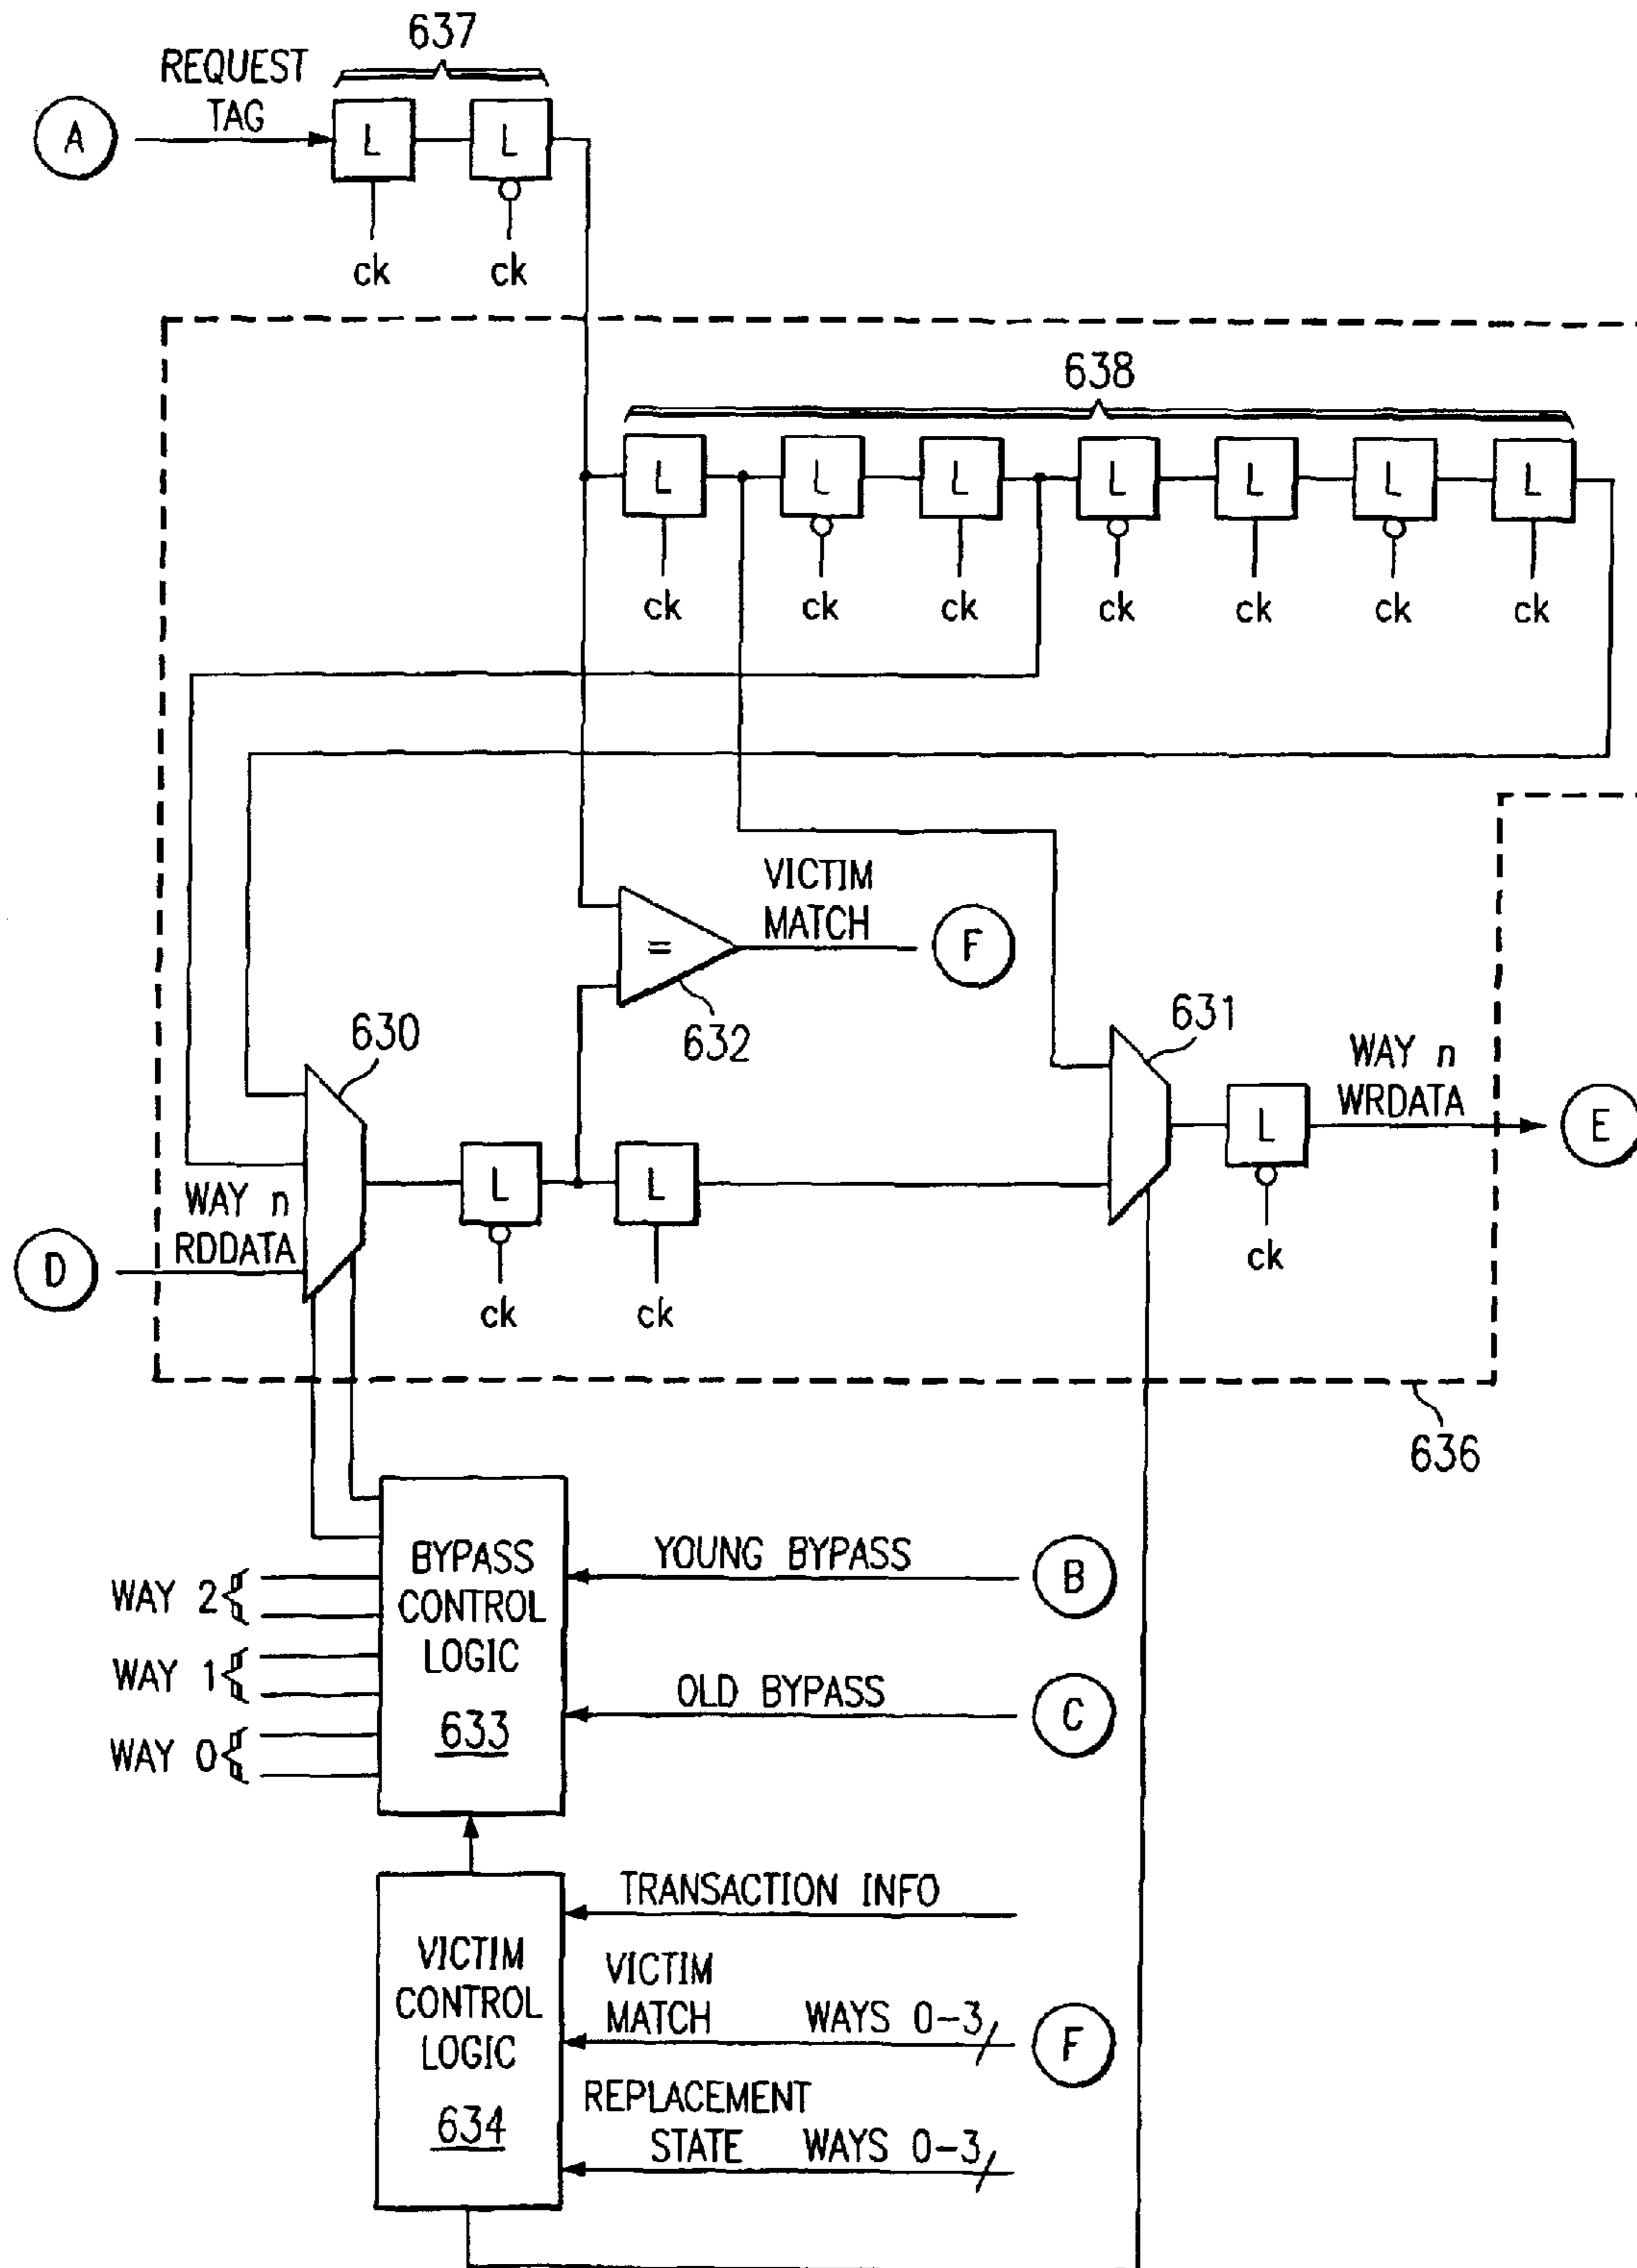 637
REQUEST
TAG
A
L L
ck ck
638
L L L L L L L
ck ck ck ck ck ck ck
VICTIM
MATCH
=
F
632
630
631
WAY n
WRDATA
L
E
ck
L L
WAY n
RDDATA
D
ck ck
636
BYPASS
CONTROL
LOGIC
633
YOUNG BYPASS
B
WAY 2
WAY 1
OLD BYPASS
C
WAY 0
TRANSACTION INFO
VICTIM
CONTROL
LOGIC
634
VICTIM
MATCH WAYS 0-3
F
REPLACEMENT
STATE WAYS 0-3